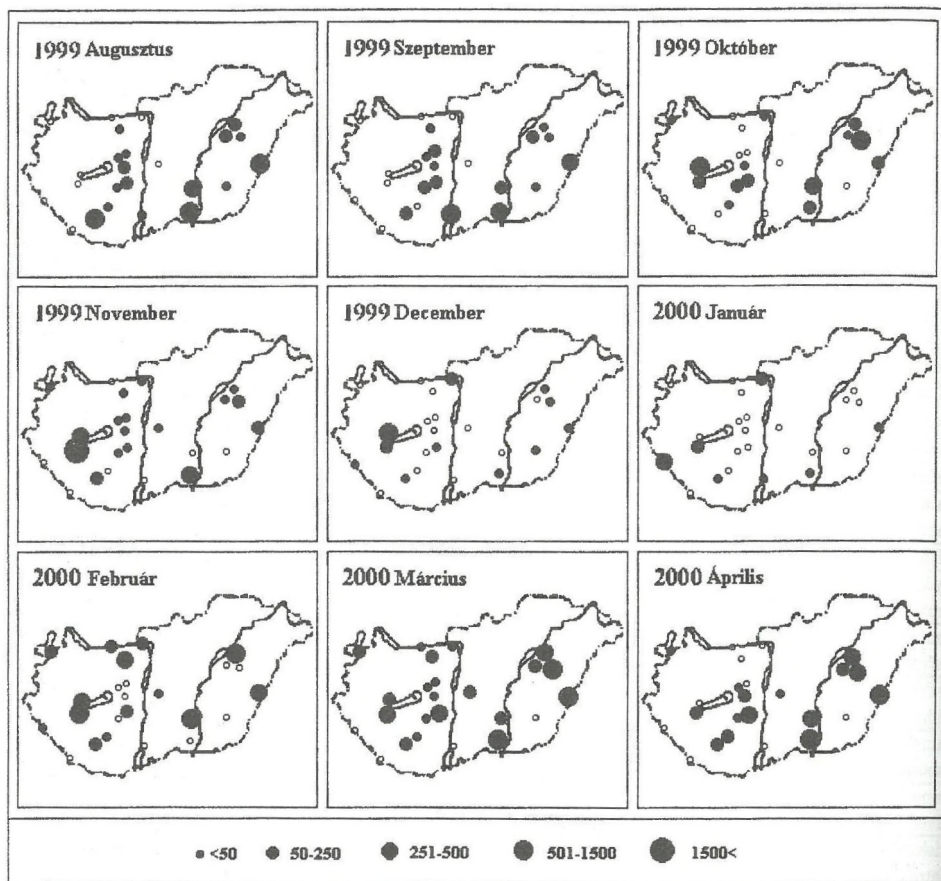 1999 Augusztus
1999 Szeptember
1999 Október
1999 November
1999 December
2000 Január
2000 Február
2000 Március
2000 Április
<50 50-250 251-500 501-1500 1500<